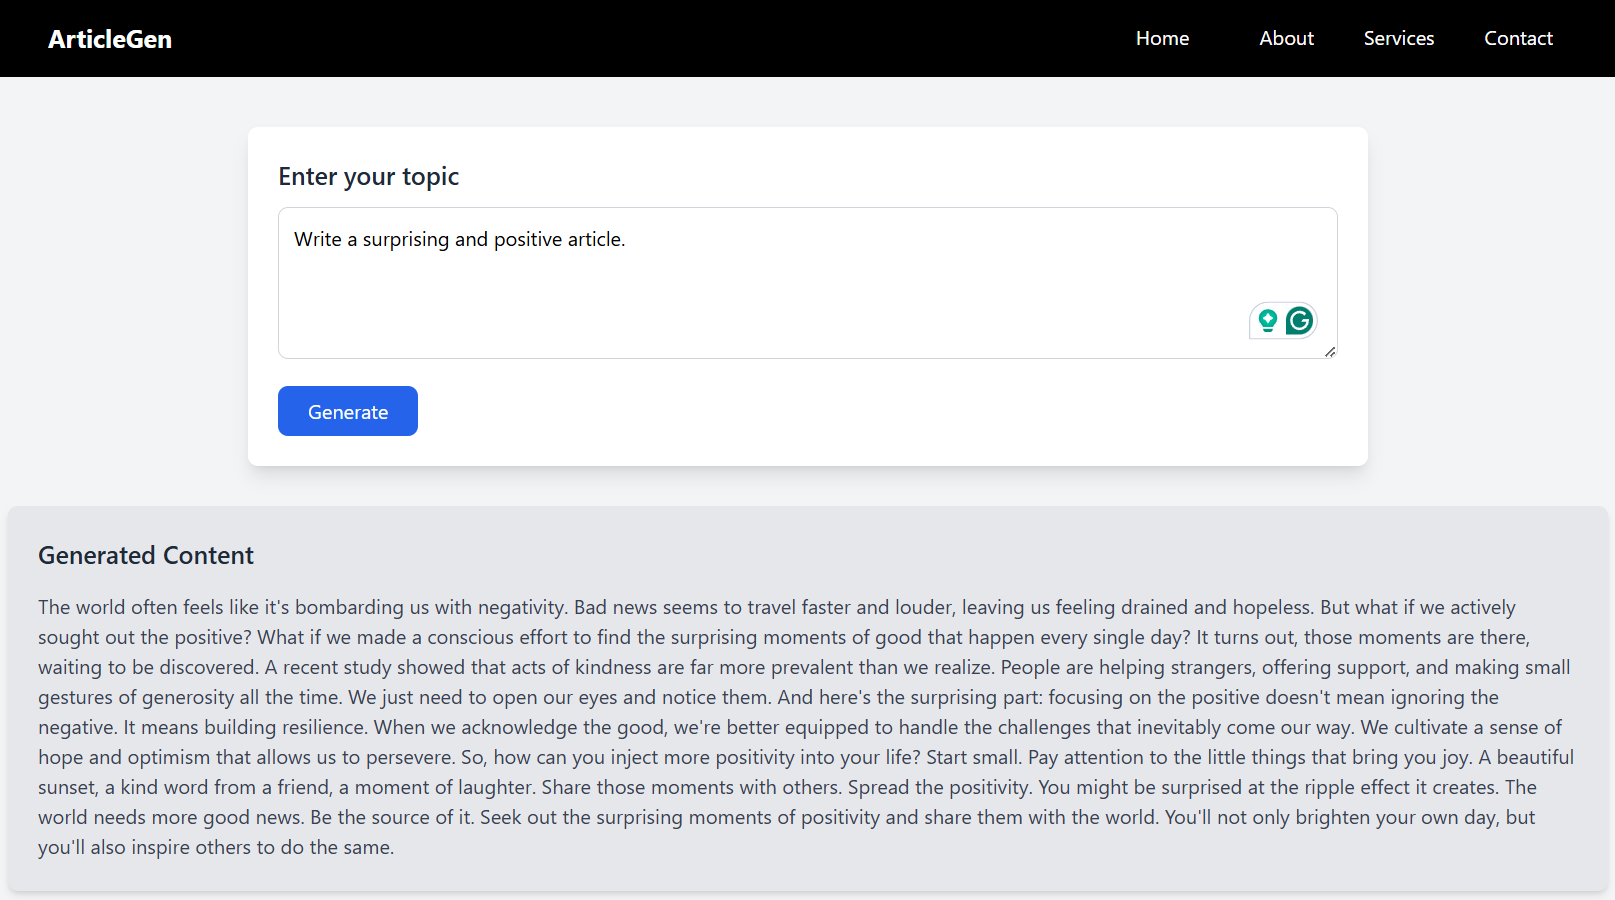 ArticleGen
Home About Services Contact
Enter your topic
Write a surprising and positive article.
Generate
Generated Content
The world often feels like it's bombarding us with negativity. Bad news seems to travel faster and louder, leaving us feeling drained and hopeless. But what if we actively
sought out the positive? What if we made a conscious effort to find the surprising moments of good that happen every single day? It turns out, those moments are there,
waiting to be discovered. A recent study showed that acts of kindness are far more prevalent than we realize. People are helping strangers, offering support, and making small
gestures of generosity all the time. We just need to open our eyes and notice them. And here's the surprising part: focusing on the positive doesn't mean ignoring the
negative. It means building resilience. When we acknowledge the good, we're better equipped to handle the challenges that inevitably come our way. We cultivate a sense of
hope and optimism that allows us to persevere. So, how can you inject more positivity into your life? Start small. Pay attention to the little things that bring you joy. A beautiful
sunset, a kind word from a friend, a moment of laughter. Share those moments with others. Spread the positivity. You might be surprised at the ripple effect it creates. The
world needs more good news. Be the source of it. Seek out the surprising moments of positivity and share them with the world. You'll not only brighten your own day, but
you'll also inspire others to do the same.